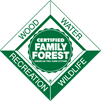 WOOD
WATER
CERTIFIED
FAMILY
FOREST
RECREATION
WILDLIFE